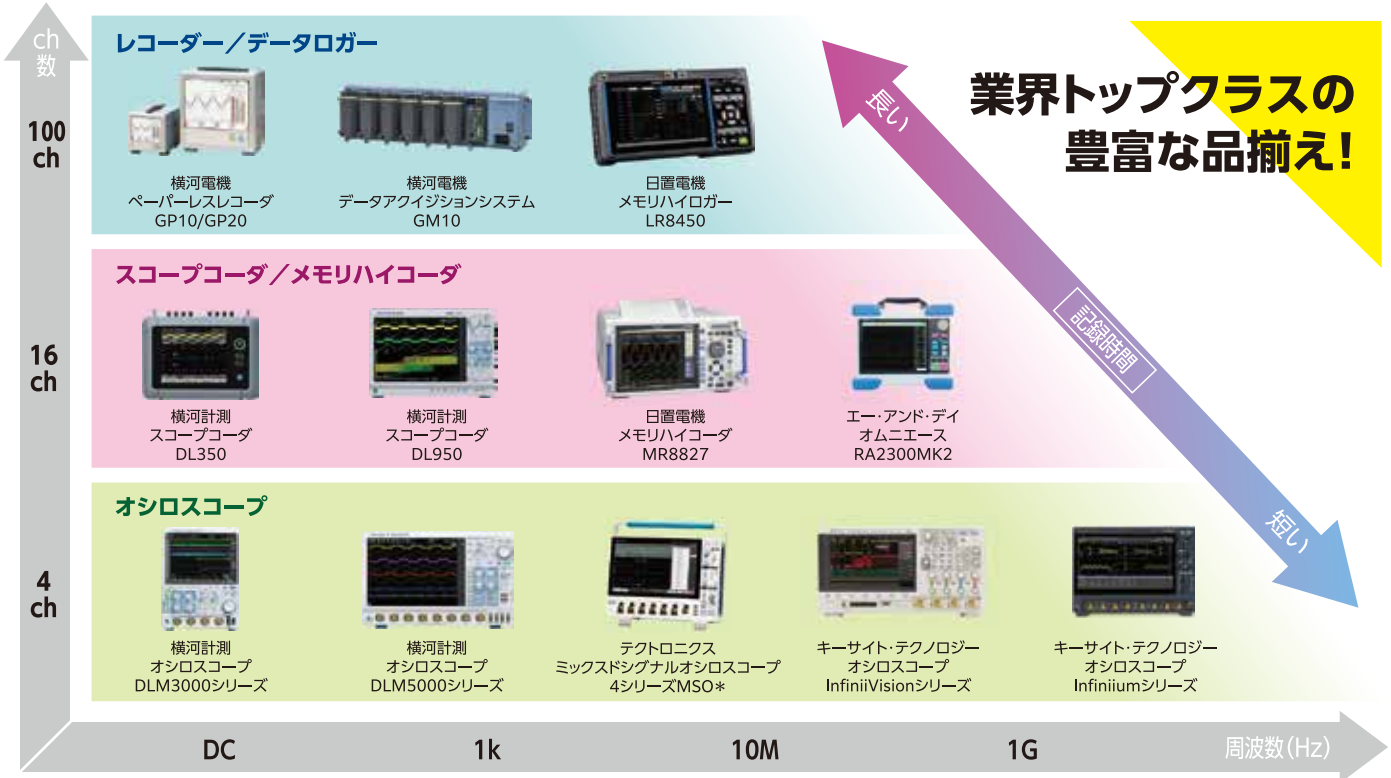 ch
数
レコーダー／データロガー
業界トップクラスの
豊富な品揃え！
長い
100
ch
横河電機
ペーパーレスレコーダ
GP10/GP20
横河電機
データアクイジションシステム
GM10
日置電機
メモリハイロガー
LR8450
スコープコーダ／メモリハイコーダ
記録時間
16
ch
横河計測
スコープコーダ
DL350
横河計測
スコープコーダ
DL950
日置電機
メモリハイコーダ
MR8827
エー・アンド・デイ
オムニエース
RA2300MK2
オシロスコープ
短い
4
ch
横河計測
オシロスコープ
DLM3000シリーズ
横河計測
オシロスコープ
DLM5000シリーズ
テクトロニクス
ミックスドシグナルオシロスコープ
4シリーズMSO＊
キーサイト・テクノロジー
オシロスコープ
InfiniiVisionシリーズ
キーサイト・テクノロジー
オシロスコープ
Infiniiumシリーズ
DC
1k
10M
1G
周波数（Hz）